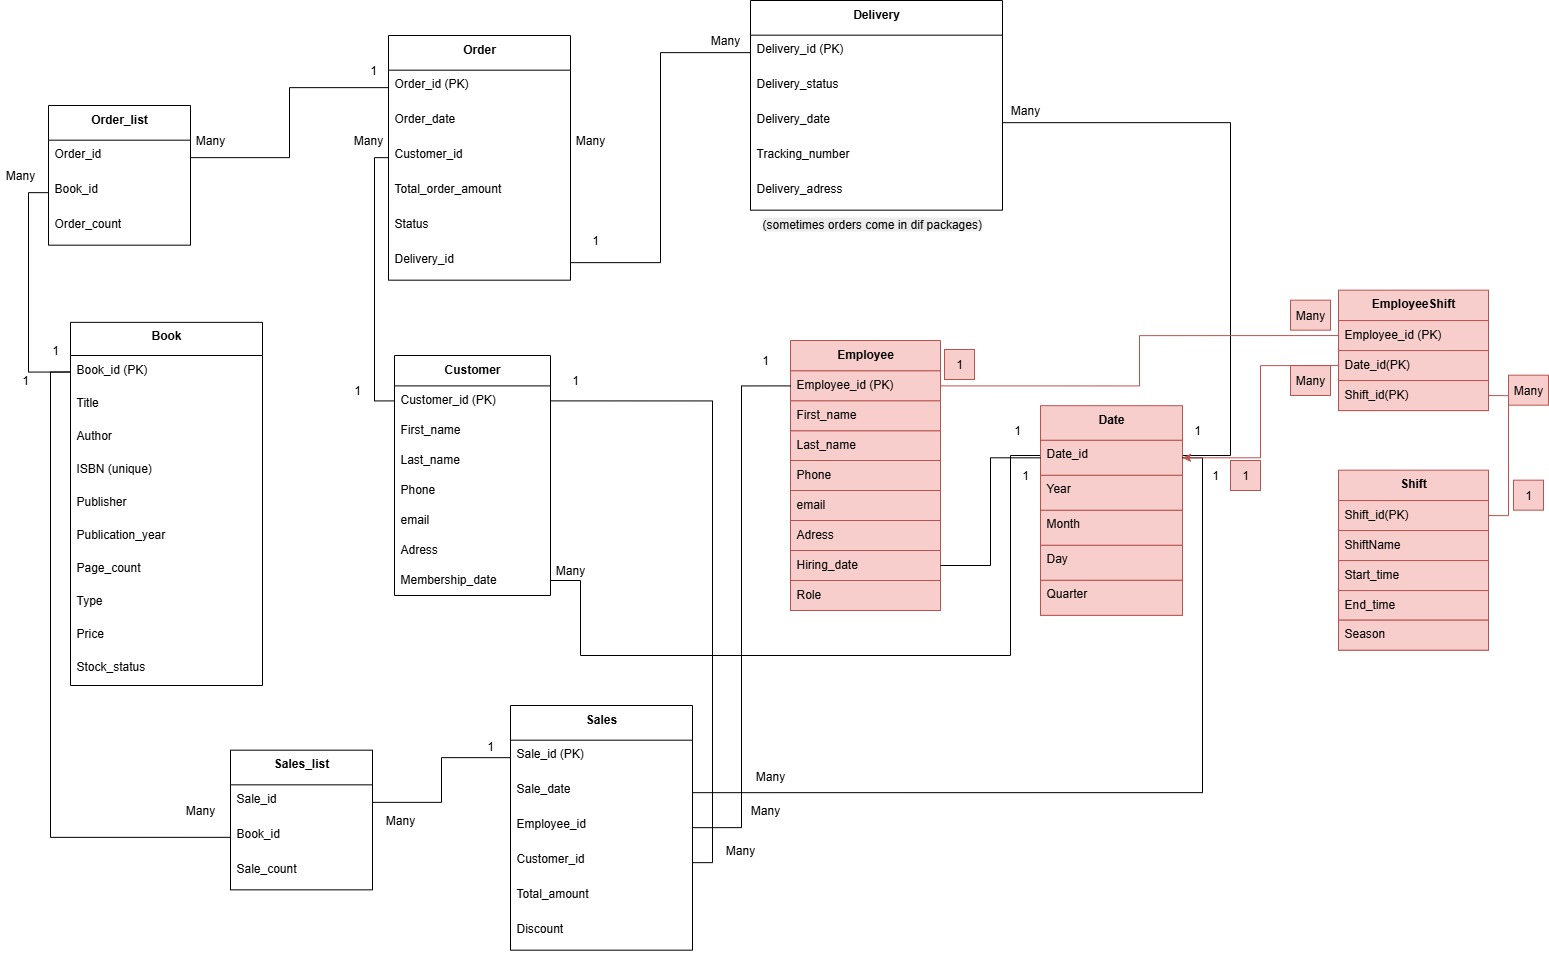 Delivery
Delivery_id (PK)
Delivery_status
Delivery_date
Tracking_number
Delivery_adress
(sometimes orders come in dif packages)
Many
Many
Order
Order_id (PK)
Order_date
Customer_id
Total_order_amount
Status
Delivery_id
1
Many
Many
1
Order_list
Order_id
Book_id
Order_count
Many
Many
Book
Book_id (PK)
Title
Author
ISBN (unique)
Publisher
Publication_year
Page_count
Type
Price
Stock_status
1
1
Customer
Customer_id (PK)
First_name
Last_name
Phone
email
Adress
Membership_date
1
1
Many
Employee
Employee_id (PK)
First_name
Last_name
Phone
email
Adress
Hiring_date
Role
1
1
Date
Date_id
Year
Month
Day
Quarter
1
1
1
1
1
EmployeeShift
Employee_id (PK)
Date_id(PK)
Shift_id(PK)
Many
Many
Many
Shift
Shift_id(PK)
ShiftName
Start_time
End_time
Season
1
Sales_list
Sale_id
Book_id
Sale_count
Many
Many
Sales
Sale_id (PK)
Sale_date
Employee_id
Customer_id
Total_amount
Discount
1
Many
Many
Many